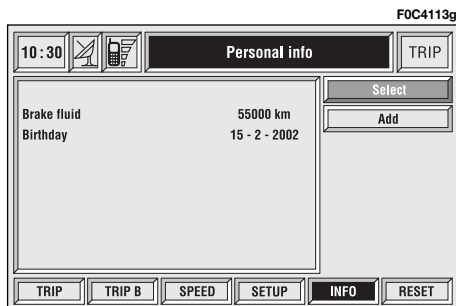 F0C4113g
10:30 Personal info TRIP
Select
Brake fluid 55000 km Add
Birthday 15 - 2 - 2002
TRIP TRIP B SPEED SETUP INFO RESET